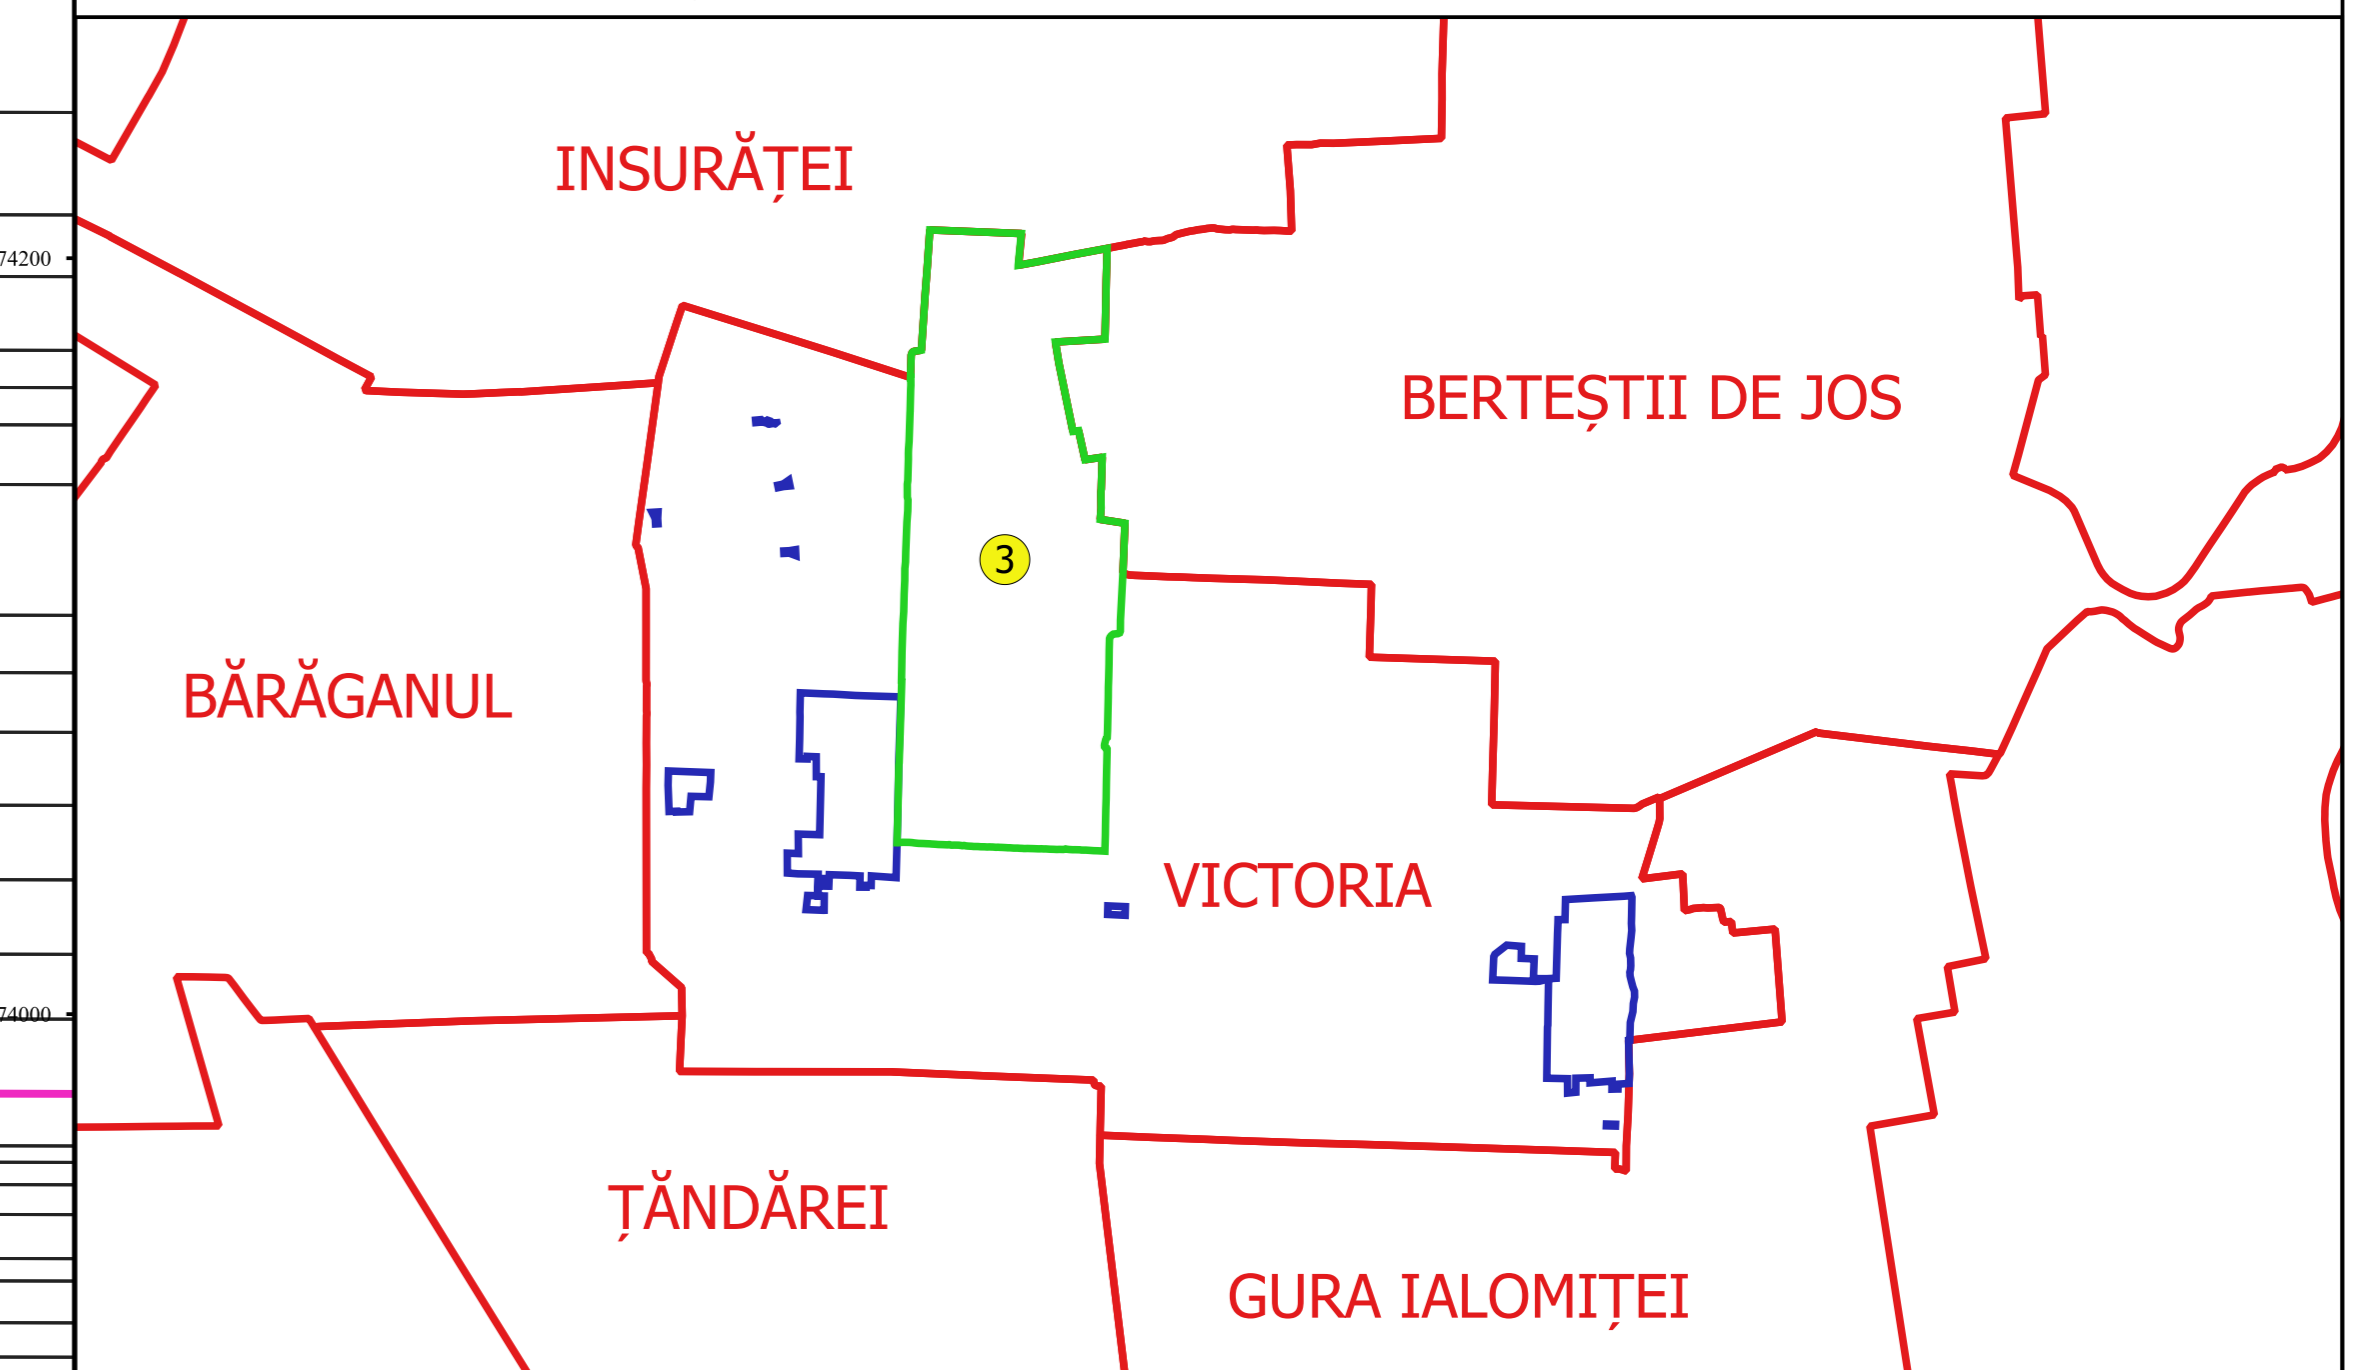 INSURĂȚEI
74200
BERTEȘTII DE JOS
3
BĂRĂGANUL
VICTORIA
74000
ȚĂNDĂREI
GURA IALOMIȚEI